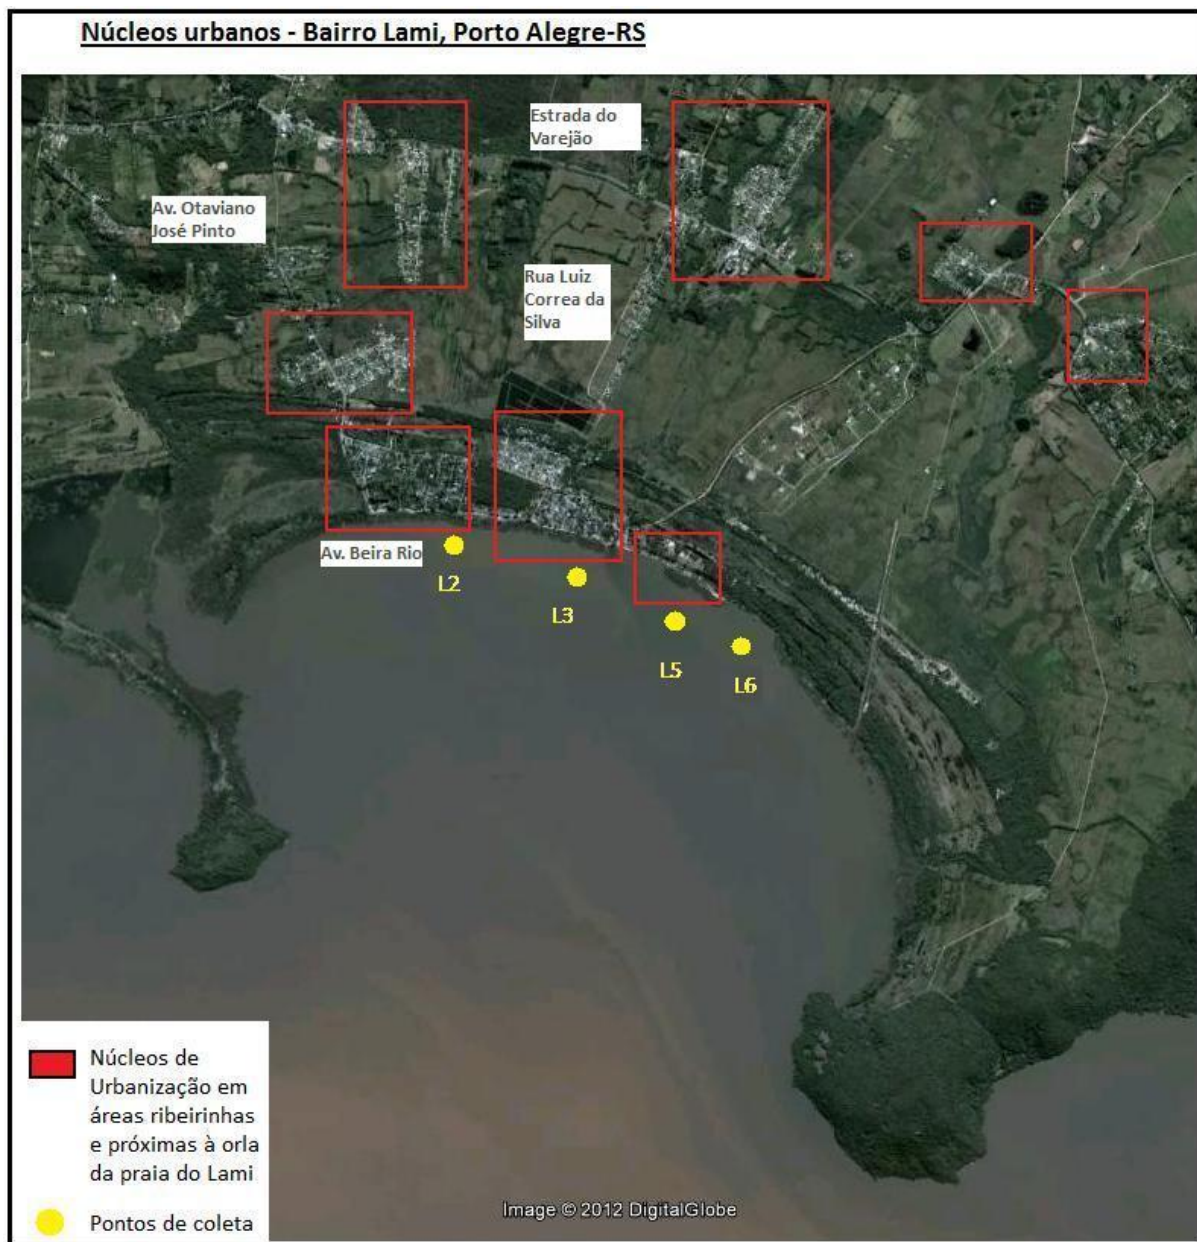 Núcleos urbanos - Bairro Lami, Porto Alegre-RS
Estrada do
Varejão
Av. Otaviano
José Pinto
Rua Luiz
Correa da
Silva
Av. Beira Rio
L2
L3
L5
L6
Núcleos de
Urbanização em
áreas ribeirinhas
e próximas à orla
da praia do Lami
Pontos de coleta
Image © 2012 DigitalGlobe